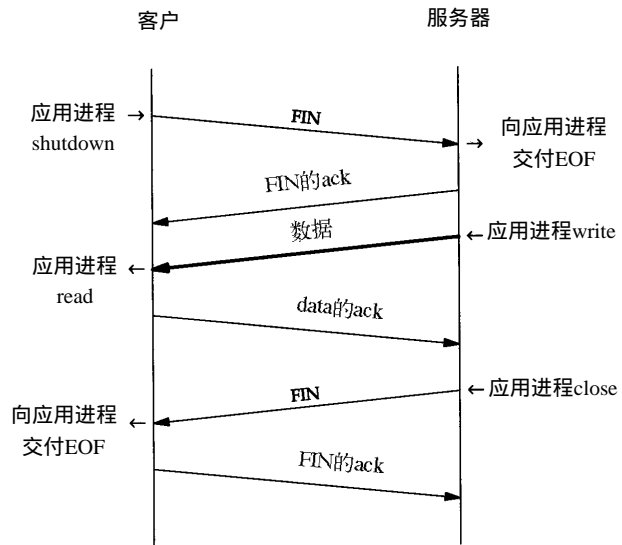 客户
服务器
应用进程 →
shutdown
FIN
→ 向应用进程
交付EOF
FIN的ack
数据
←应用进程write
应用进程 ←
read
data的ack
←应用进程close
FIN
向应用进程 ←
交付EOF
FIN的ack